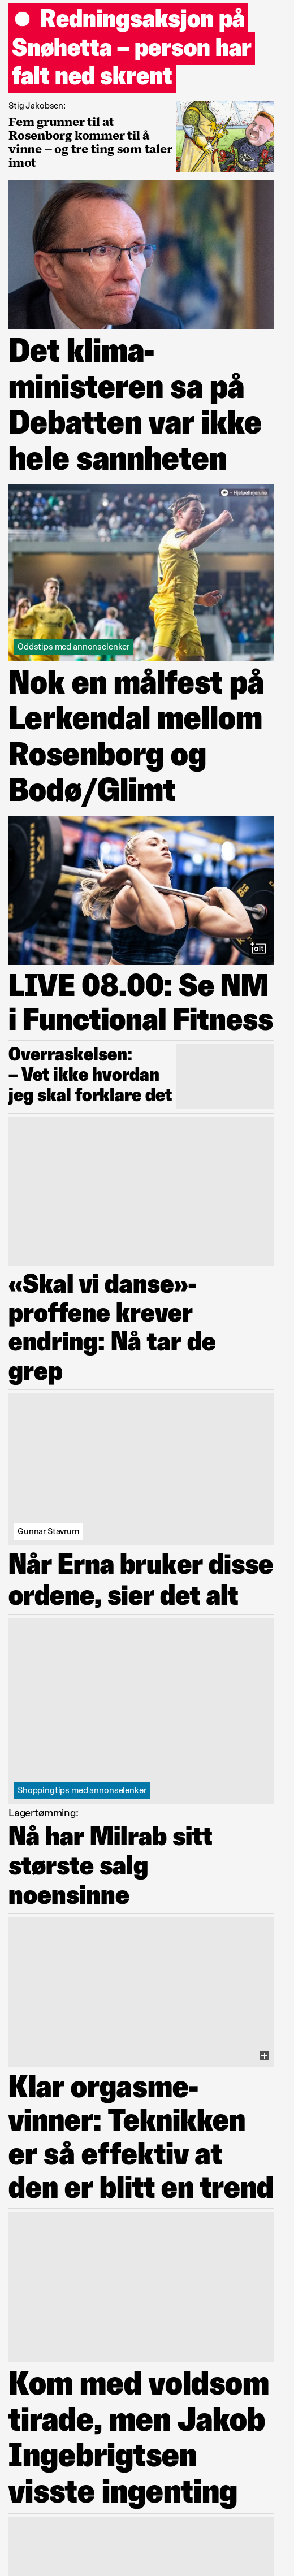 Redningsaksjon på
Snøhetta – person har
falt ned skrent
Stig Jakobsen:
Fem grunner til at
Rosenborg kommer til å
vinne – og tre ting som taler
imot
Det klima-
ministeren sa på
Debatten var ikke
hele sannheten
Hjelpelinjen.no
Oddstips med annonselenker
Nok en målfest på
Lerkendal mellom
Rosenborg og
Bodø/Glimt
alt
LIVE 08.00: Se NM
i Functional Fitness
Overraskelsen:
– Vet ikke hvordan
jeg skal forklare det
«Skal vi danse»-
proffene krever
endring: Nå tar de
grep
Gunnar Stavrum
Når Erna bruker disse
ordene, sier det alt
Shoppingtips med annonselenker
Lagertømming:
Nå har Milrab sitt
største salg
noensinne
Klar orgasme-
vinner: Teknikken
er så effektiv at
den er blitt en trend
Kom med voldsom
tirade, men Jakob
Ingebrigtsen
visste ingenting